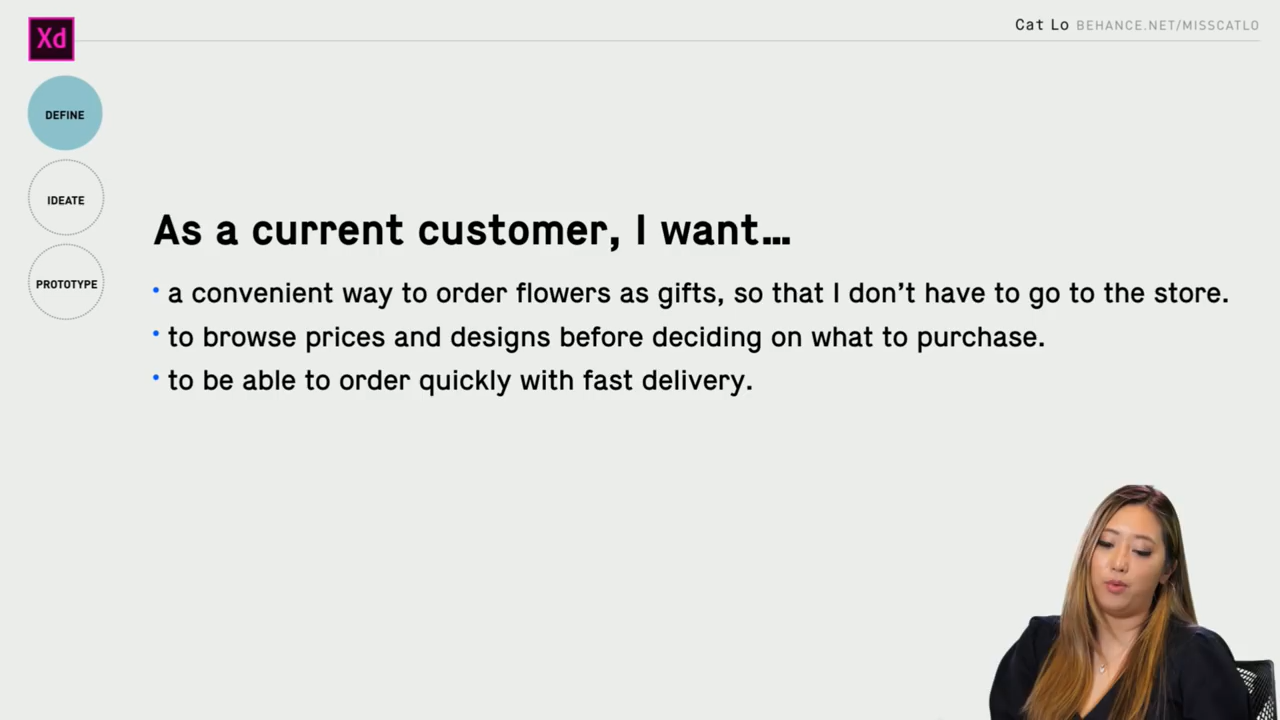 Xd
Cat Lo BEHANCE.NET/MISSCATLO
DEFINE
IDEATE
PROTOTYPE
As a current customer, I want...
• a convenient way to order flowers as gifts, so that I don't have to go to the store.
• to browse prices and designs before deciding on what to purchase.
• to be able to order quickly with fast delivery.